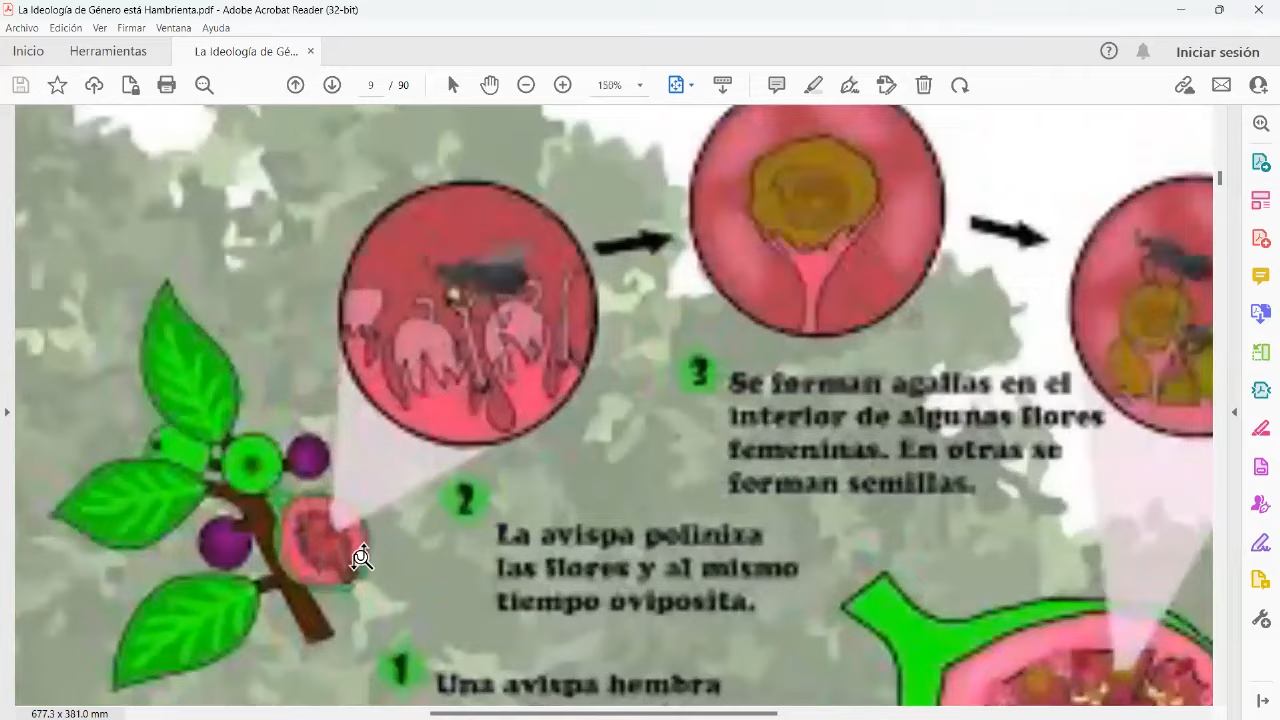 La Ideología de Género está Hambrienta.pdf - Adobe Acrobat Reader (32-bit)
Archivo Edición Ver Firmar Ventana Ayuda
Inicio Herramientas La Ideología de Gé... × Iniciar sesión
9 / 90 150%
3 Se forman agallas en el
interior de algunas flores
femeninas. En otras se
forman semillas.
2
La avispa poliniza
las flores y al mismo
tiempo oviposita.
1 Una avispa hembra
677.3 x 381.0 mm